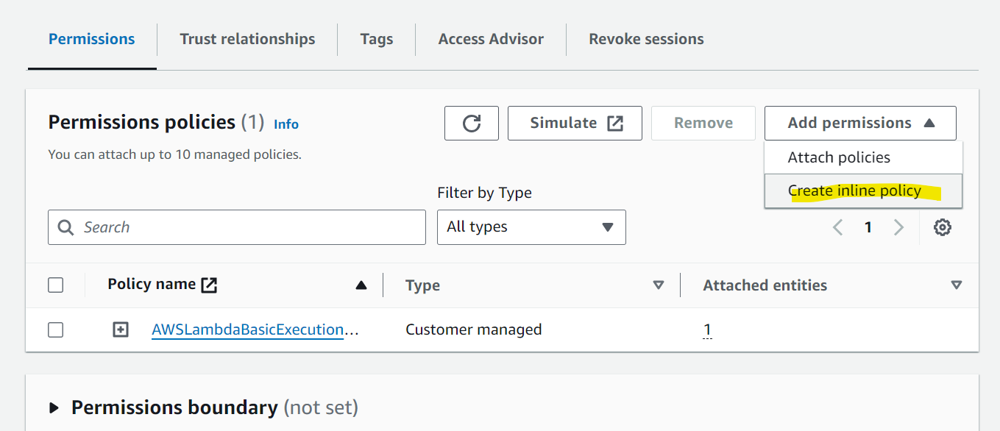 Permissions Trust relationships Tags Access Advisor Revoke sessions
Permissions policies (1) Info Simulate Remove Add permissions
You can attach up to 10 managed policies.
Attach policies
Create inline policy
Filter by Type
Search All types 1
Policy name Type Attached entities
AWSLambdaBasicExecution... Customer managed 1
Permissions boundary (not set)